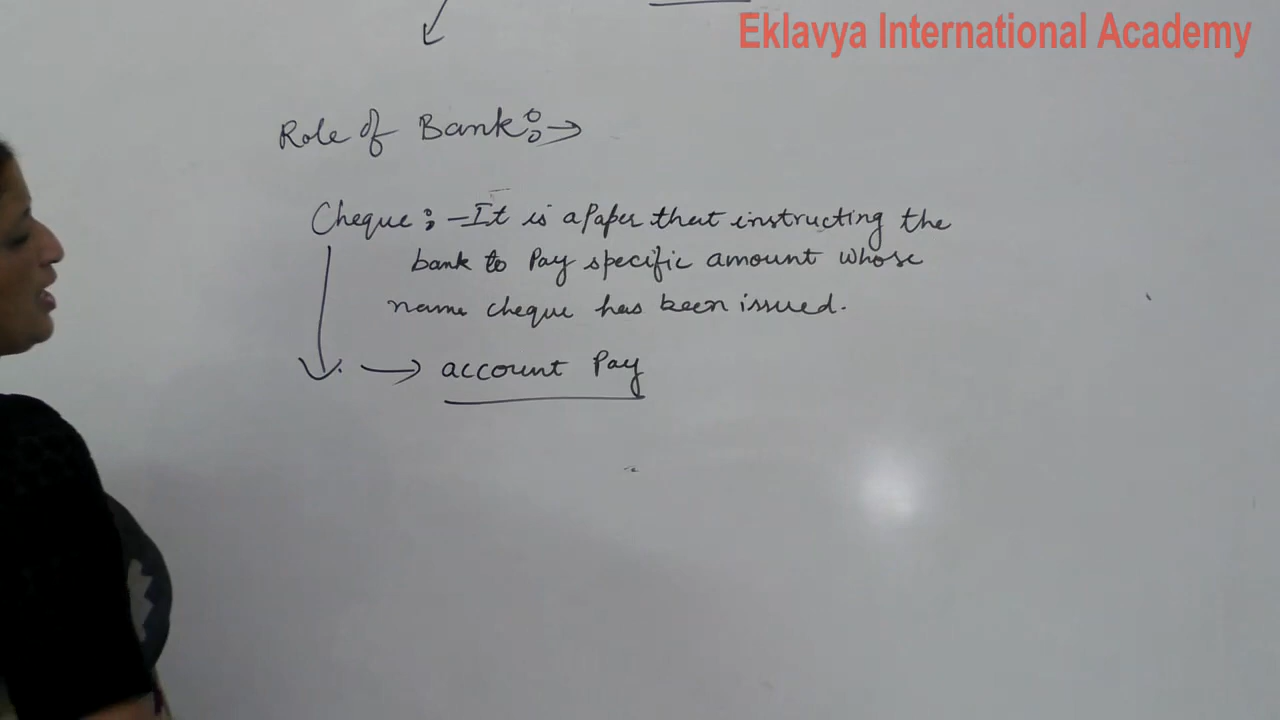 Eklavya International Academy
Role of Bank :→
Cheque : - It is a Paper that instructing the
bank to Pay specific amount whose
name cheque has been issued.
→ account Pay